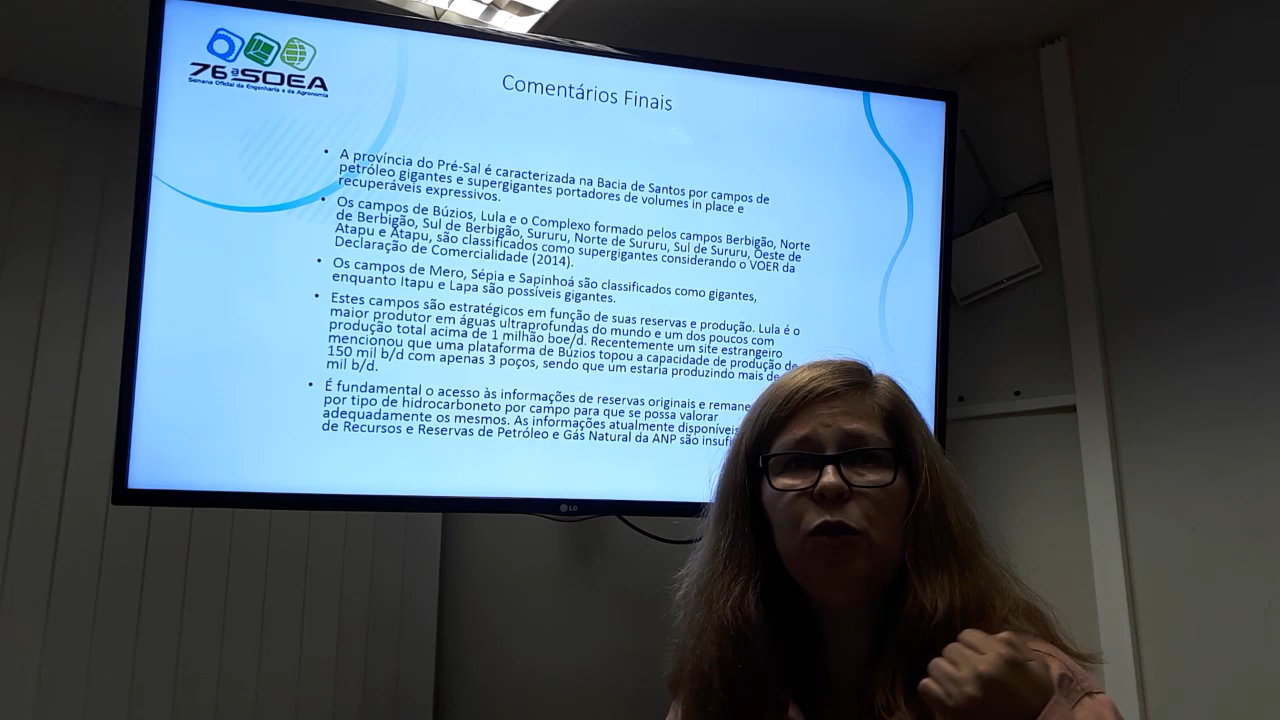 76ª SOEA
Semana Oficial da Engenharia e da Agronomia
Comentários Finais
• A província do Pré-Sal é caracterizada na Bacia de Santos por campos de
petróleo gigantes e supergigantes portadores de volumes in place e
recuperáveis expressivos.
• Os campos de Búzios, Lula e o Complexo formado pelos campos Berbigão, Norte
de Berbigão, Sul de Berbigão, Sururu, Norte de Sururu, Sul de Sururu, Oeste de
Atapu e Atapu, são classificados como supergigantes considerando o VOER da
Declaração de Comercialidade (2014).
• Os campos de Mero, Sépia e Sapinhoá são classificados como gigantes,
enquanto Itapu e Lapa são possíveis gigantes.
• Estes campos são estratégicos em função de suas reservas e produção. Lula é o
maior produtor em águas ultraprofundas do mundo e um dos poucos com
produção total acima de 1 milhão boe/d. Recentemente um site estrangeiro
mencionou que uma plataforma de Búzios topou a capacidade de produção de
150 mil b/d com apenas 3 poços, sendo que um estaria produzindo mais de
mil b/d.
• É fundamental o acesso às informações de reservas originais e
por tipo de hidrocarboneto por campo para que se possa valorar
adequadamente os mesmos. As informações atualmente disponíveis
de Recursos e Reservas de Petróleo e Gás Natural da ANP são
LG